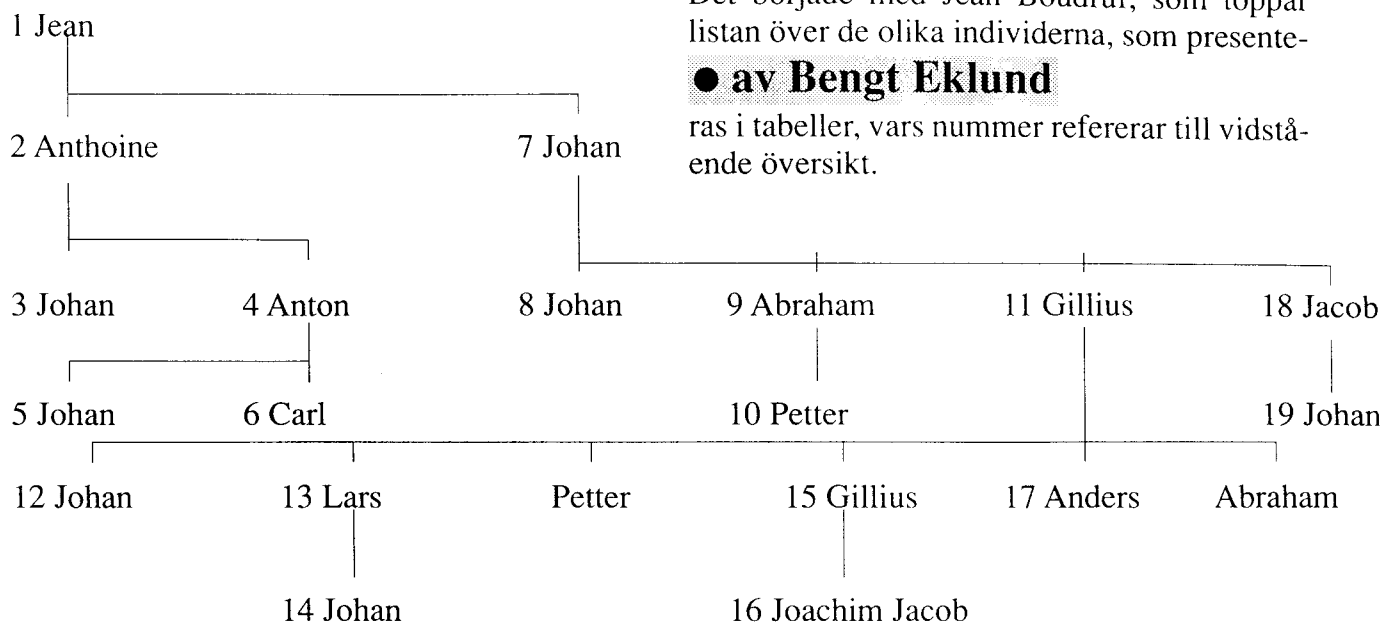 Det började med Jean Boudruf, som toppar
listan över de olika individerna, som presente-
● av Bengt Eklund
ras i tabeller, vars nummer refererar till vidstå-
ende översikt.
1 Jean
2 Anthoine 7 Johan
3 Johan 4 Anton 8 Johan 9 Abraham 11 Gillius 18 Jacob
5 Johan 6 Carl 10 Petter 19 Johan
12 Johan 13 Lars Petter 15 Gillius 17 Anders Abraham
14 Johan 16 Joachim Jacob